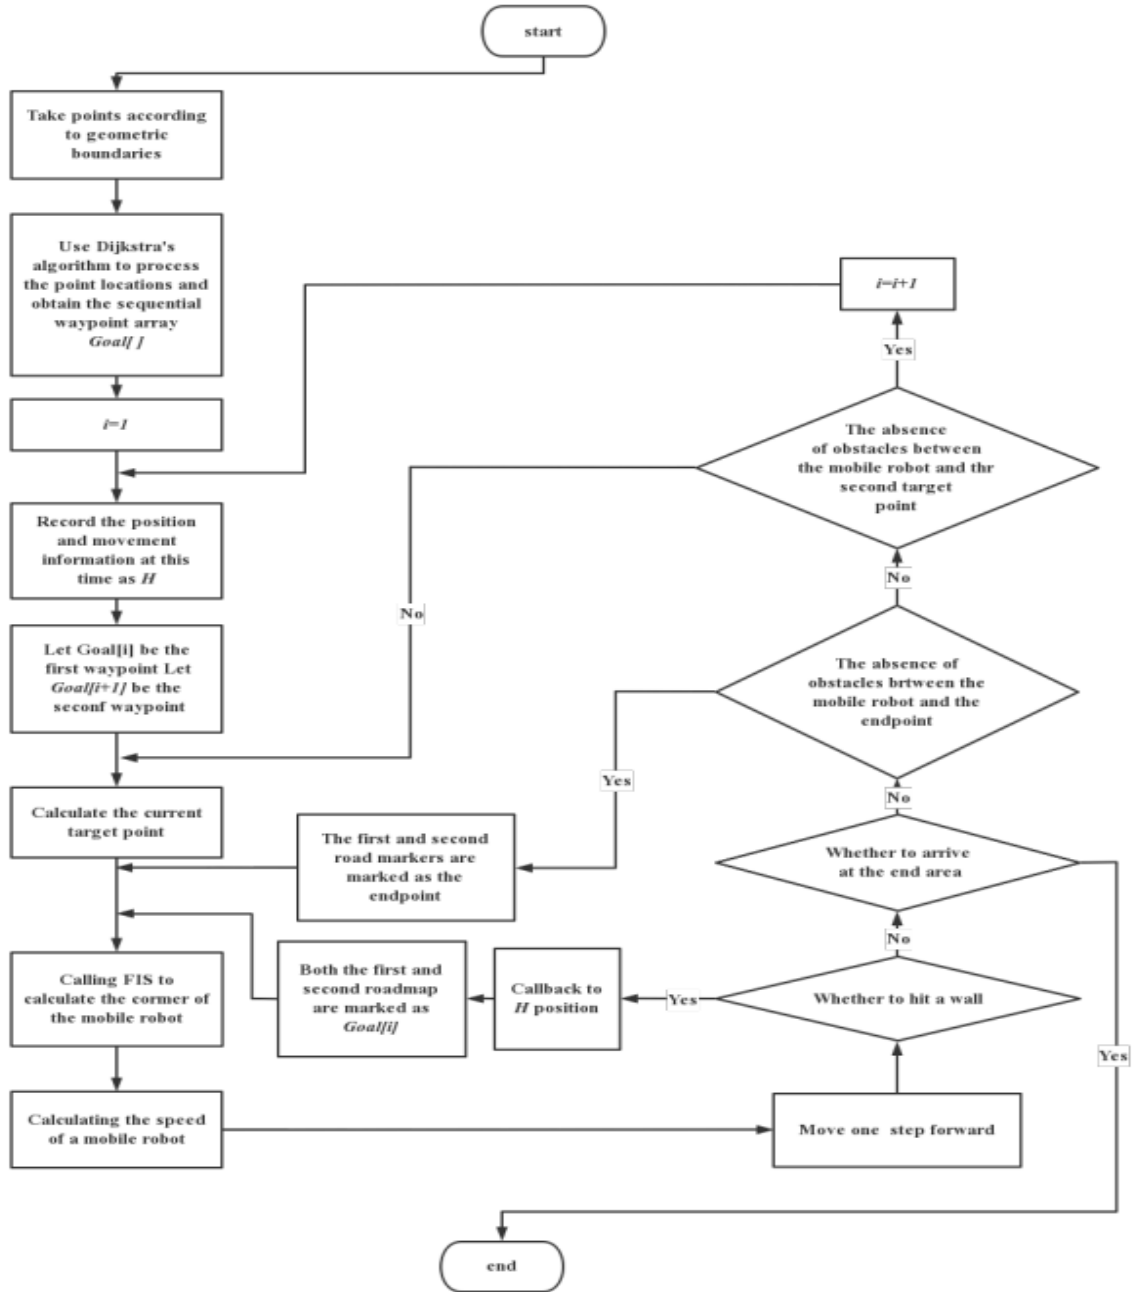 start
Take points according
to geometric
boundaries
Use Dijkstra's
algorithm to process
the point locations and
obtain the sequential
waypoint array
Goal[ ]
i=1
Record the position
and movement
information at this
time as H
Let Goal[i] be the
first waypoint Let
Goal[i+1] be the
seconf waypoint
Calculate the current
target point
Calling FIS to
calculate the cormer of
the mobile robot
Calculating the speed
of a mobile robot
Move one step forward
Whether to hit a wall
Yes
Callback to
H position
Both the first and
second roadmap
are marked as
Goal[i]
No
Whether to arrive
at the end area
Yes
No
The absence of
obstacles brtween the
mobile robot and the
endpoint
Yes
The first and second
road markers are
marked as the
endpoint
No
The absence
of obstacles between
the mobile robot and thr
second target
point
No
Yes
i=i+1
end